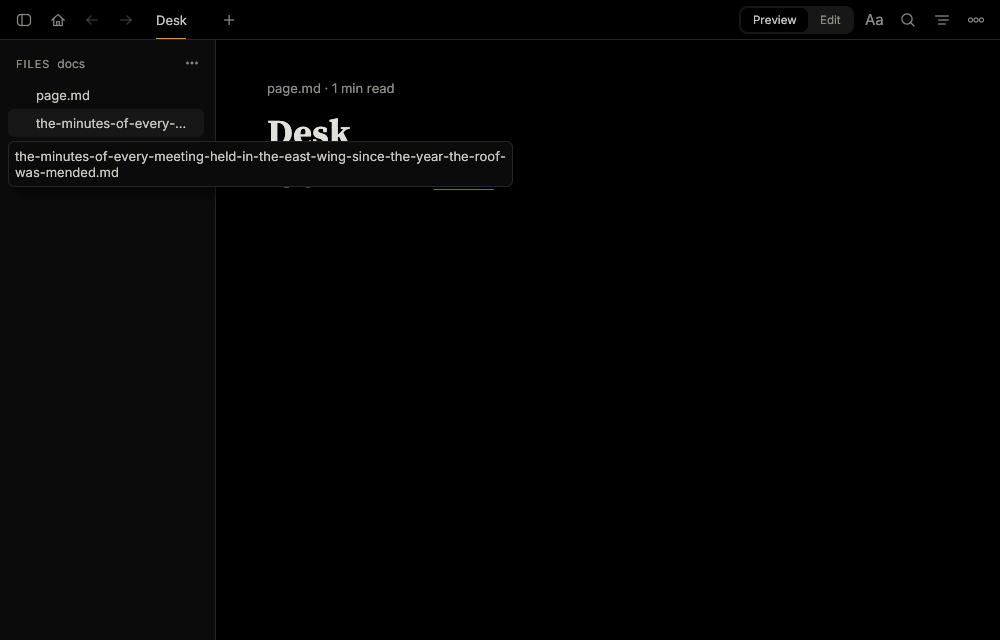 Desk
Preview
Edit
Aa
FILES docs
page.md
the-minutes-of-every-...
the-minutes-of-every-meeting-held-in-the-east-wing-since-the-year-the-roof-
was-mended.md
page.md · 1 min read
Desk